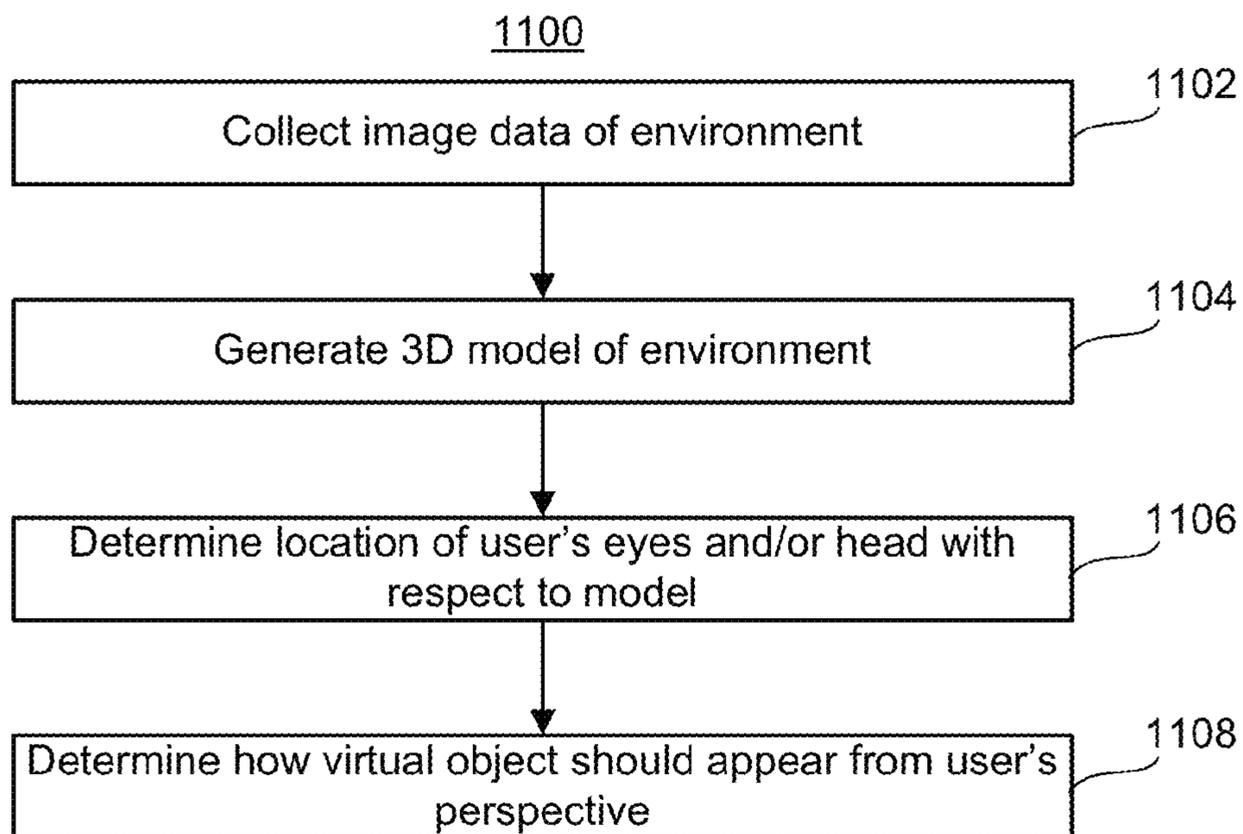 1100
Collect image data of environment
1102
Generate 3D model of environment
1104
Determine location of user's eyes and/or head with
respect to model
1106
Determine how virtual object should appear from user's
perspective
1108